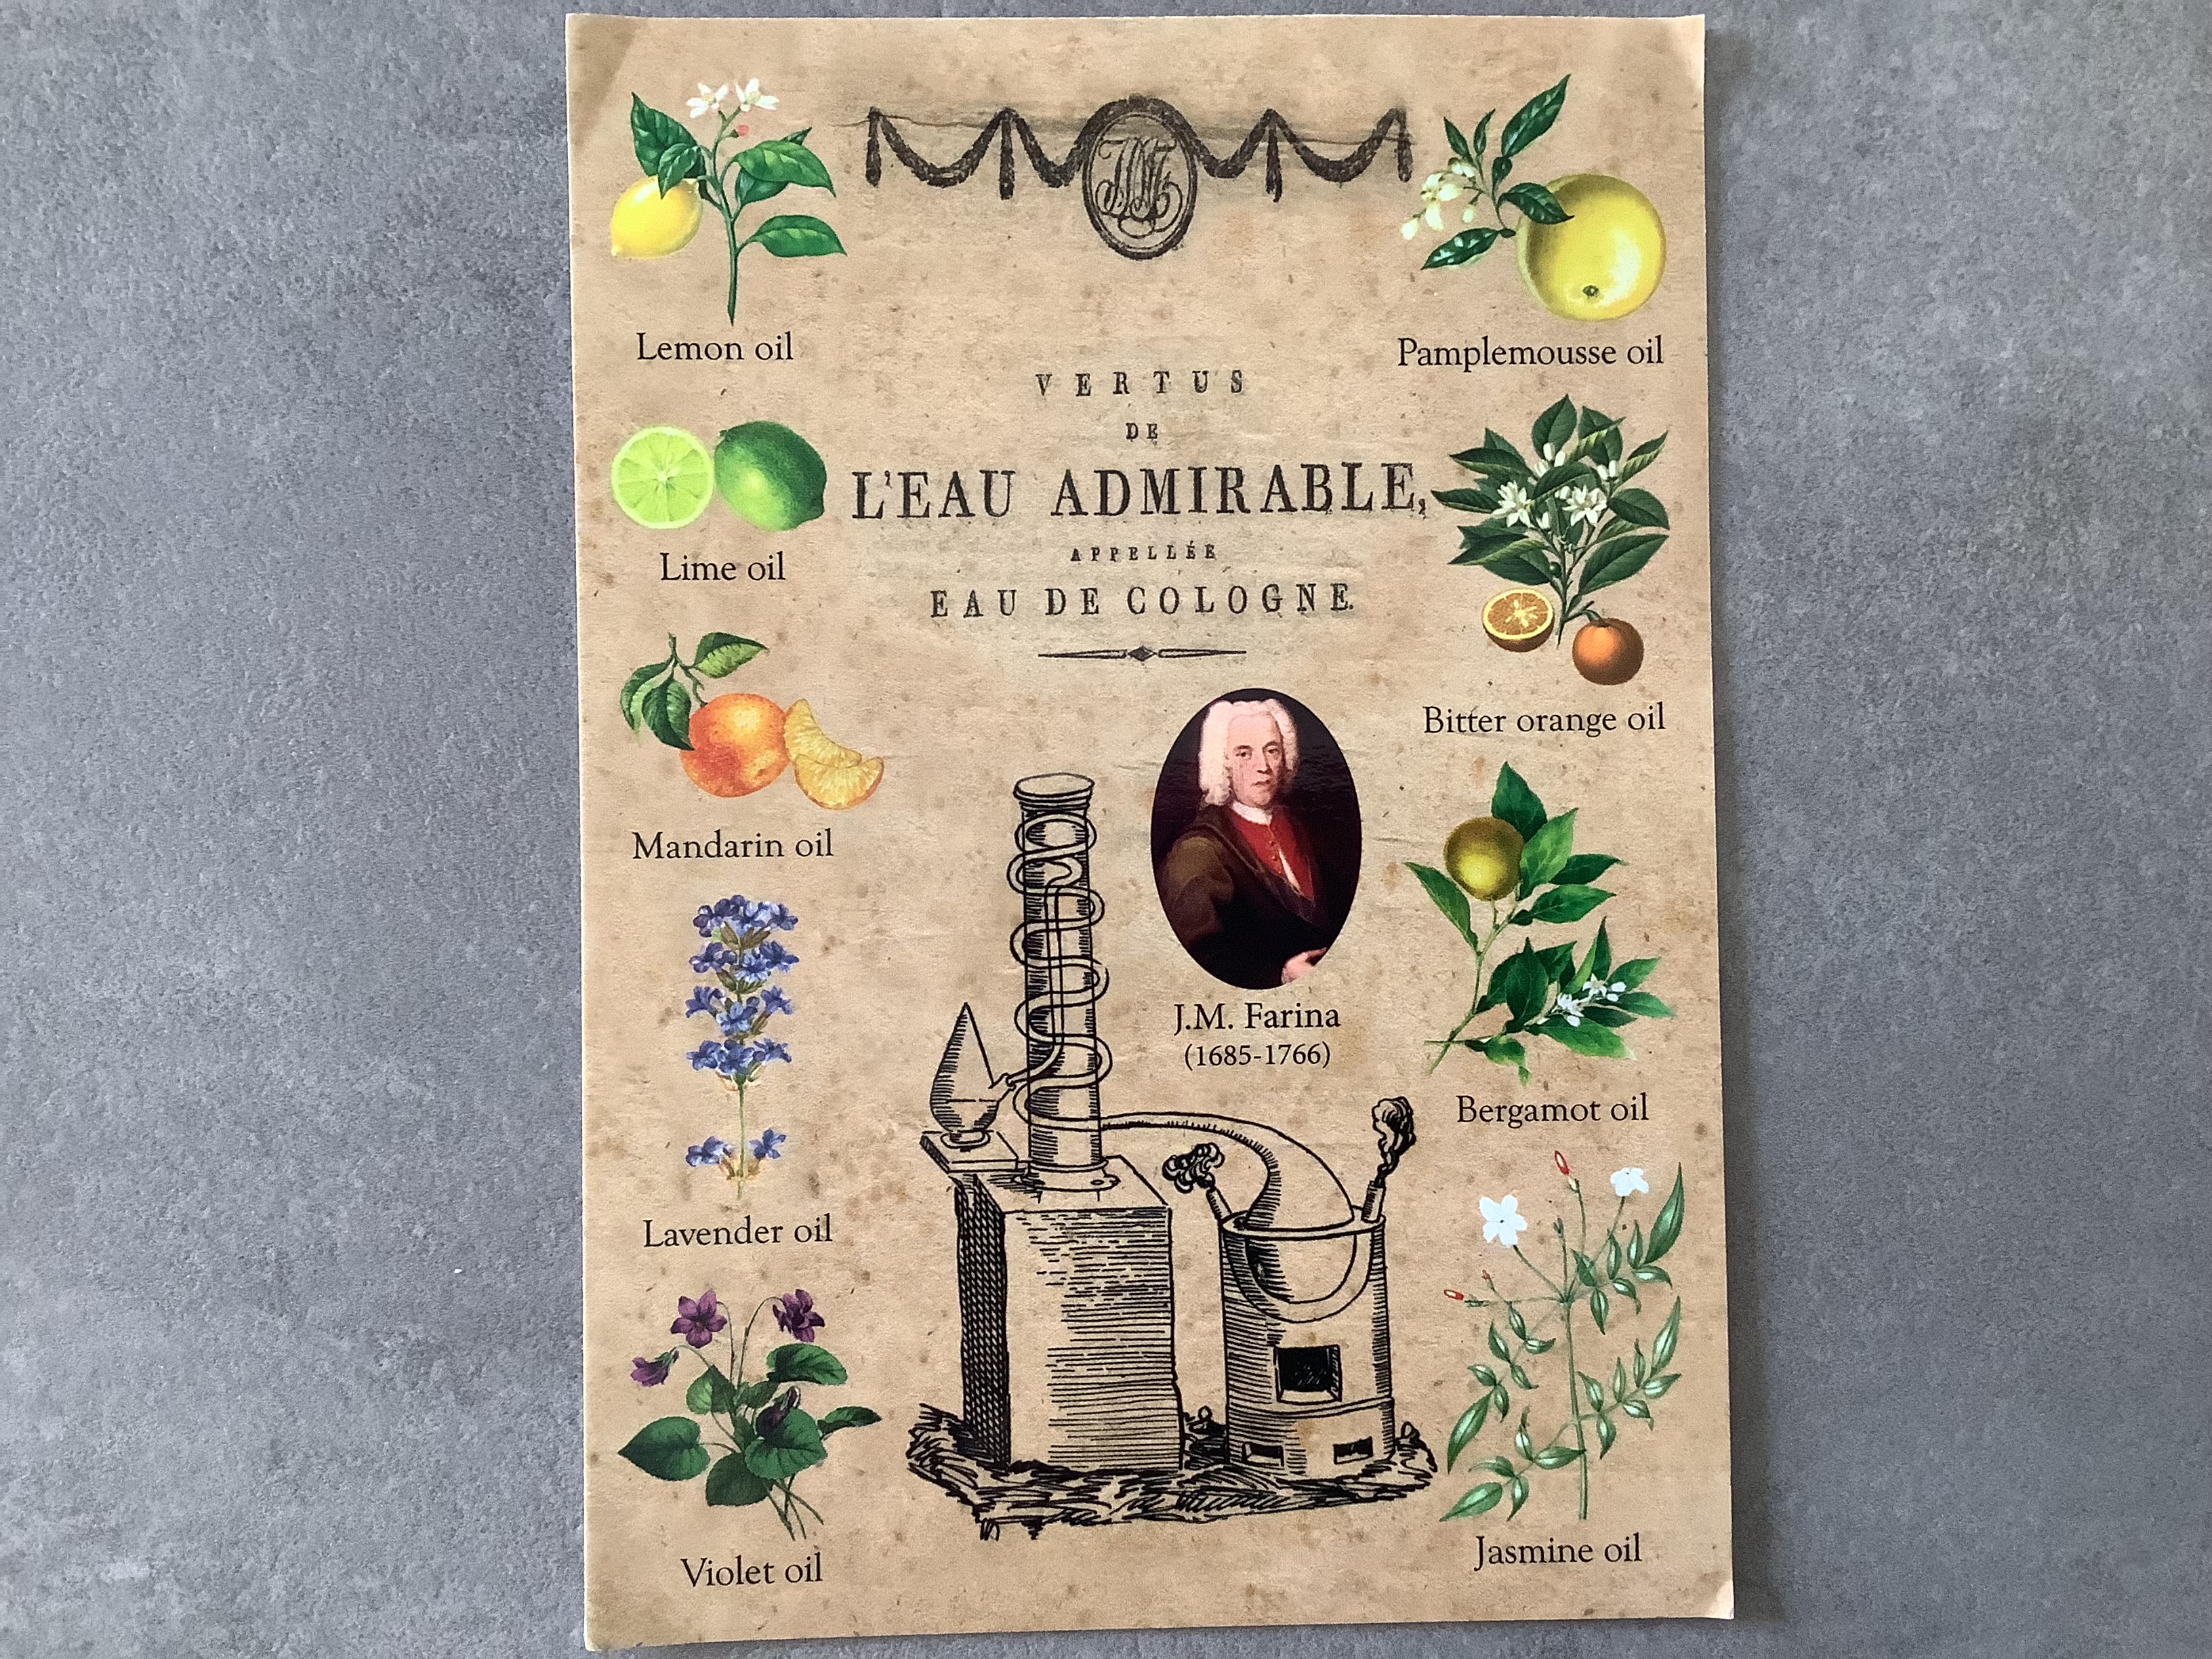 JMF
Lemon oil
Pamplemousse oil
VERTUS
DE
L'EAU ADMIRABLE,
APPELLÉE
EAU DE COLOGNE.
Lime oil
Bitter orange oil
Mandarin oil
J.M. Farina
(1685-1766)
Bergamot oil
Lavender oil
Jasmine oil
Violet oil